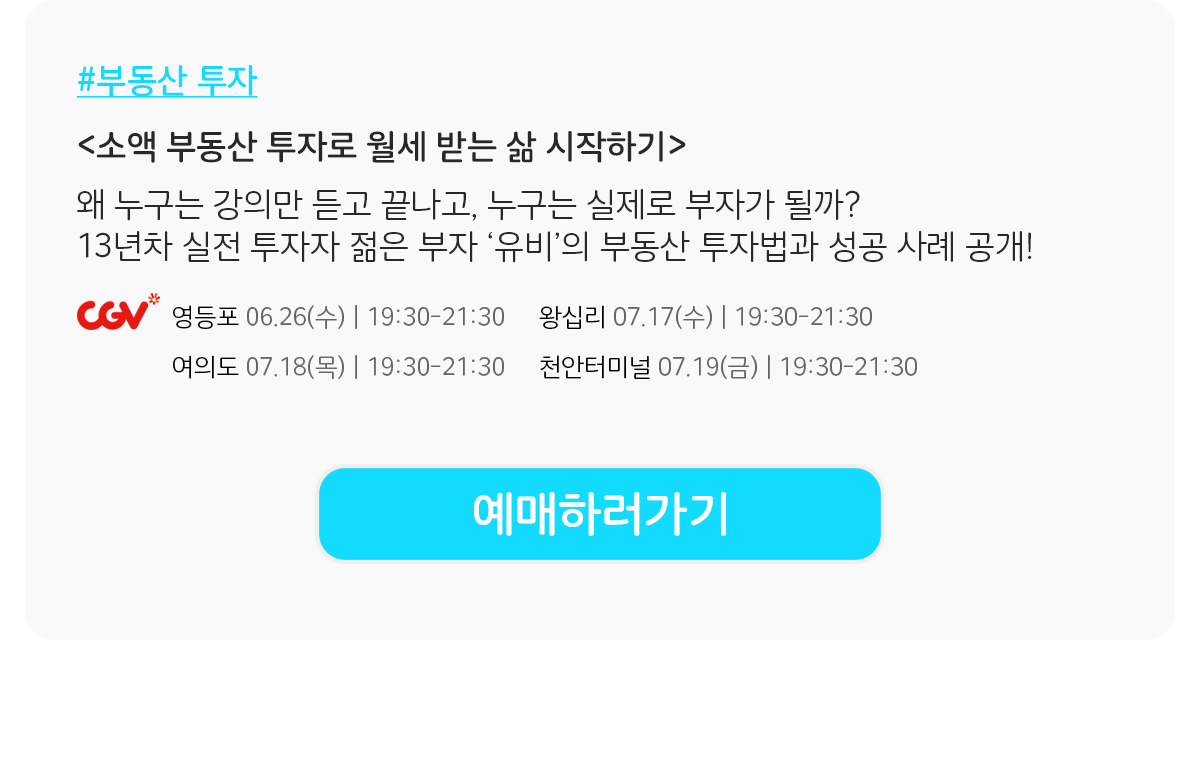 #부동산 투자
<소액 부동산 투자로 월세 받는 삶 시작하기>
왜 누구는 강의만 듣고 끝나고, 누구는 실제로 부자가 될까?
13년차 실전 투자자 젊은 부자 ‘유비’의 부동산 투자법과 성공 사례 공개!
CGV 영등포 06.26(수) | 19:30-21:30 왕십리 07.17(수) | 19:30-21:30
여의도 07.18(목) | 19:30-21:30 천안터미널 07.19(금) | 19:30-21:30
예매하러가기